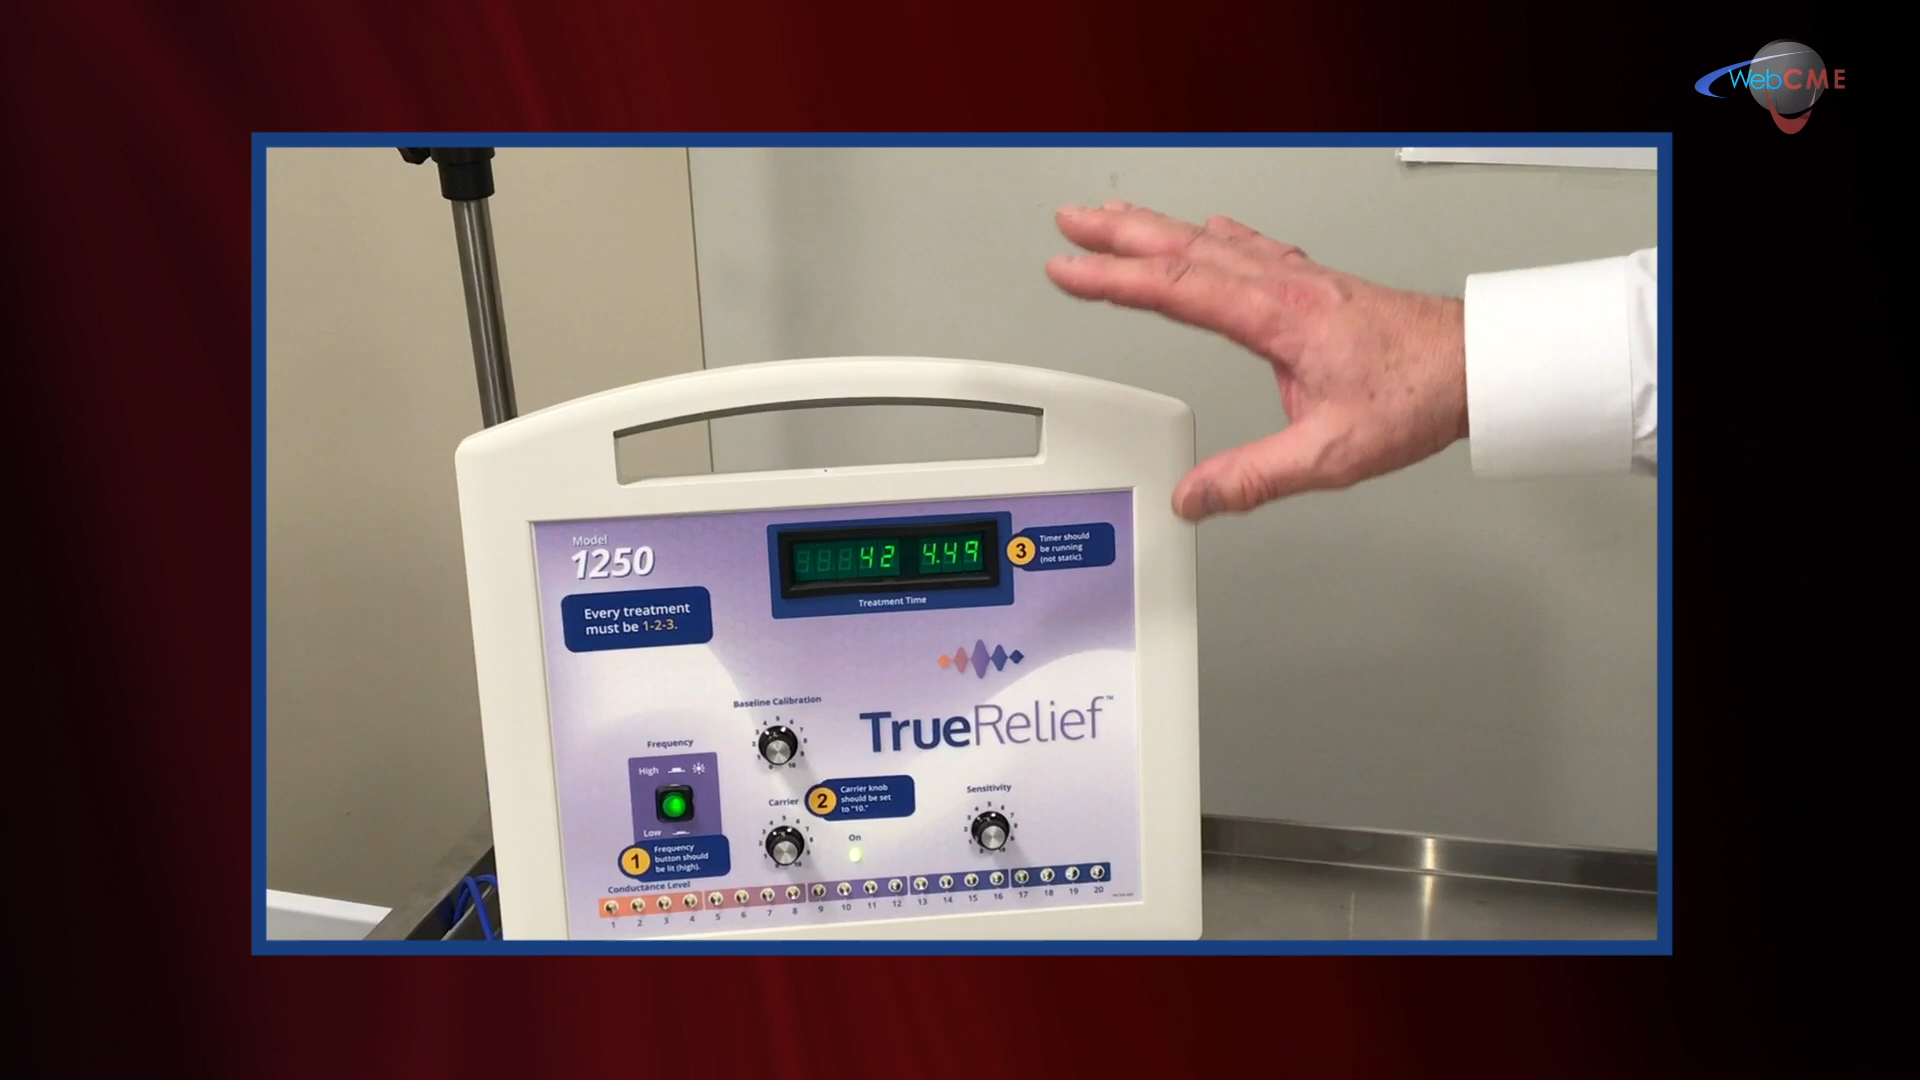 WebCME
Model
1250
Every treatment
must be 1-2-3.
42 4.49
Treatment Time
3
Timer should
be running
(not static).
Baseline Calibration
TrueRelief™
Frequency
High
Low
1
Frequency
button should
be lit (high).
Carrier
2
Carrier knob
should be set
to "10."
On
Sensitivity
Conductance Level
1 2 3 4 5 6 7 8 9 10 11 12 13 14 15 16 17 18 19 20